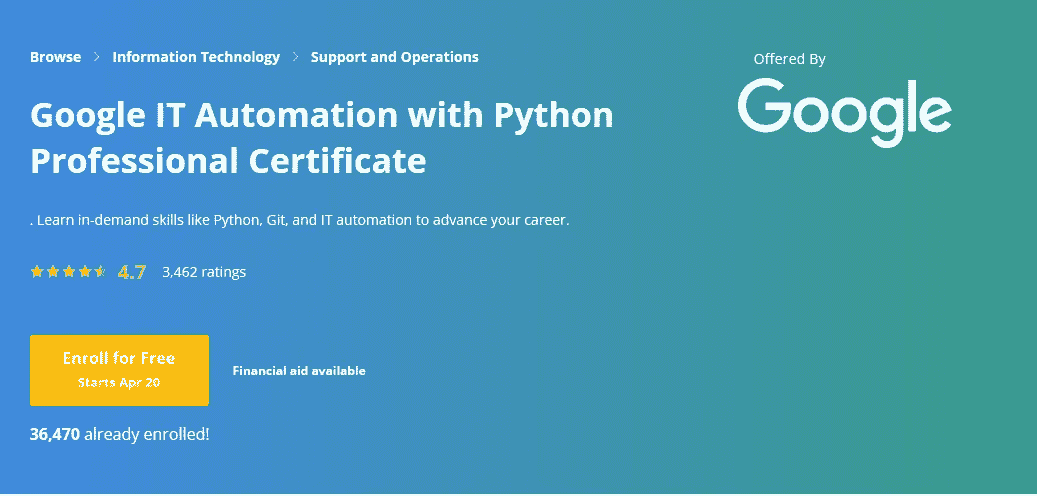 Browse > Information Technology > Support and Operations
Offered By
Google
Google IT Automation with Python
Professional Certificate
. Learn in-demand skills like Python, Git, and IT automation to advance your career.
4.7 3,462 ratings
Enroll for Free
Starts Apr 20
Financial aid available
36,470 already enrolled!